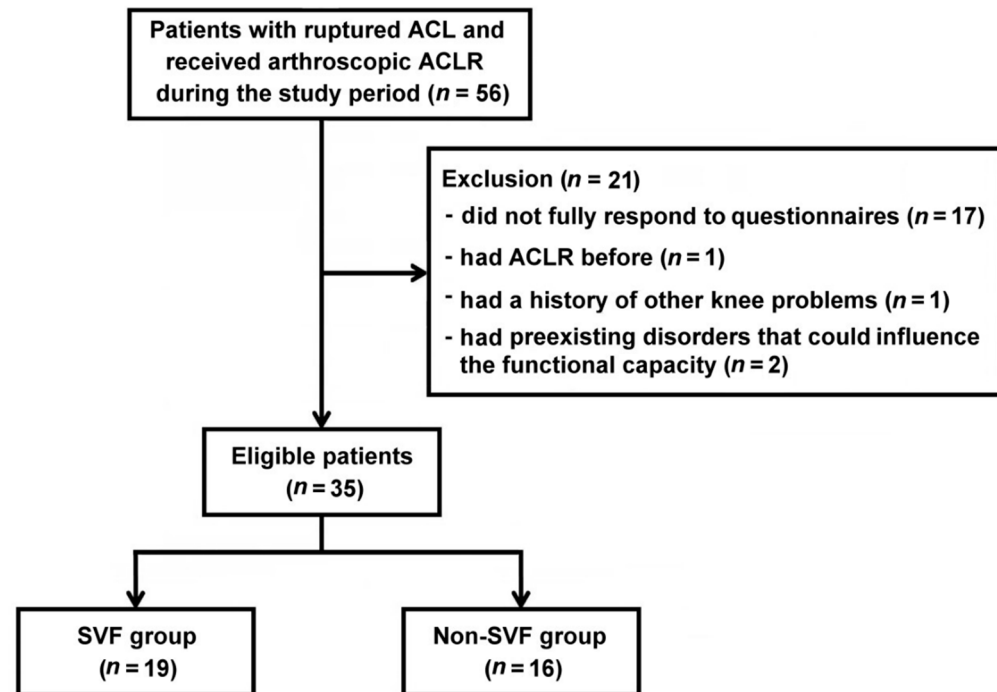 Patients with ruptured ACL and
received arthroscopic ACLR
during the study period (n = 56)
Exclusion (n = 21)
- did not fully respond to questionnaires (n = 17)
- had ACLR before (n = 1)
- had a history of other knee problems (n = 1)
- had preexisting disorders that could influence
the functional capacity (n = 2)
Eligible patients
(n = 35)
SVF group
(n = 19)
Non-SVF group
(n = 16)